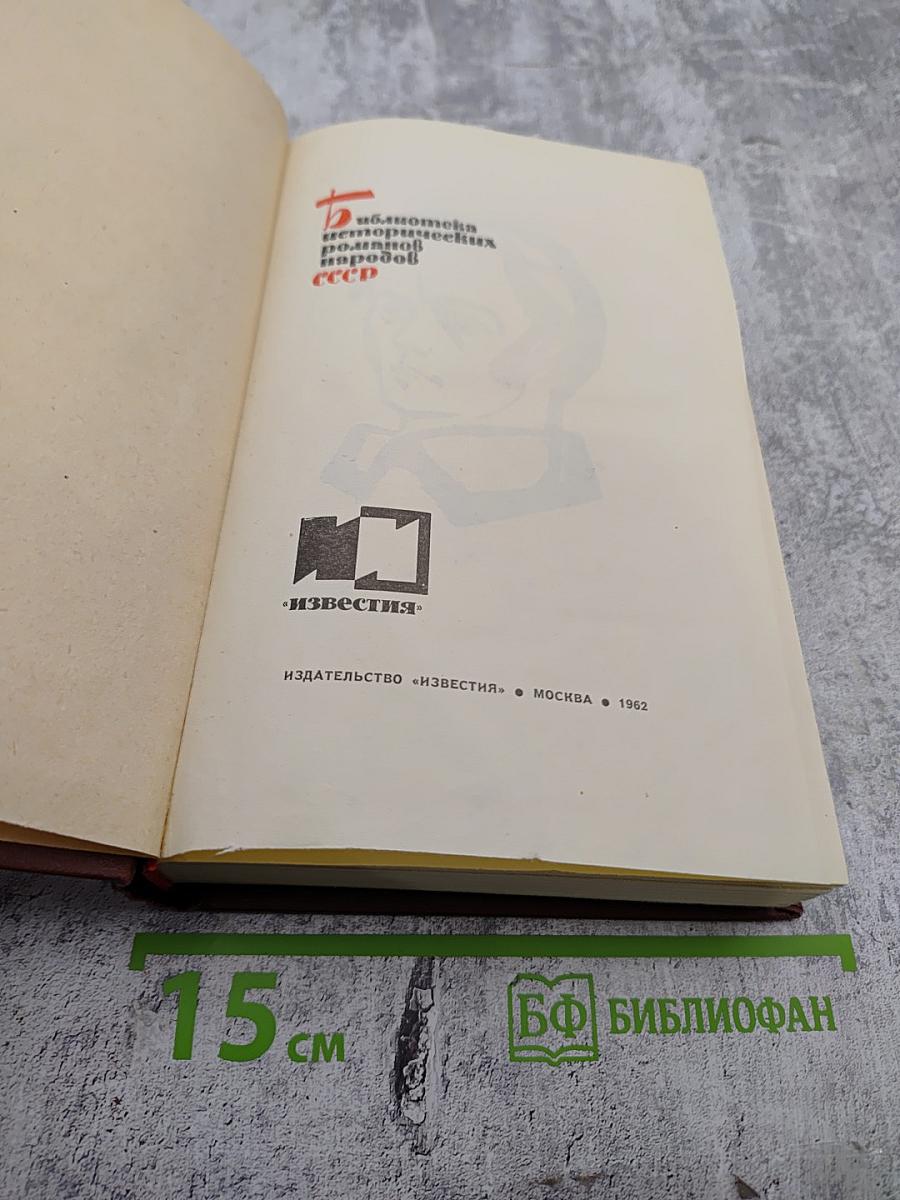 Библиотека
исторических
романов
народов
СССР
«ИЗВЕСТИЯ»
ИЗДАТЕЛЬСТВО «ИЗВЕСТИЯ» ● МОСКВА ● 1962
15 см
БФ БИБЛИОФАН